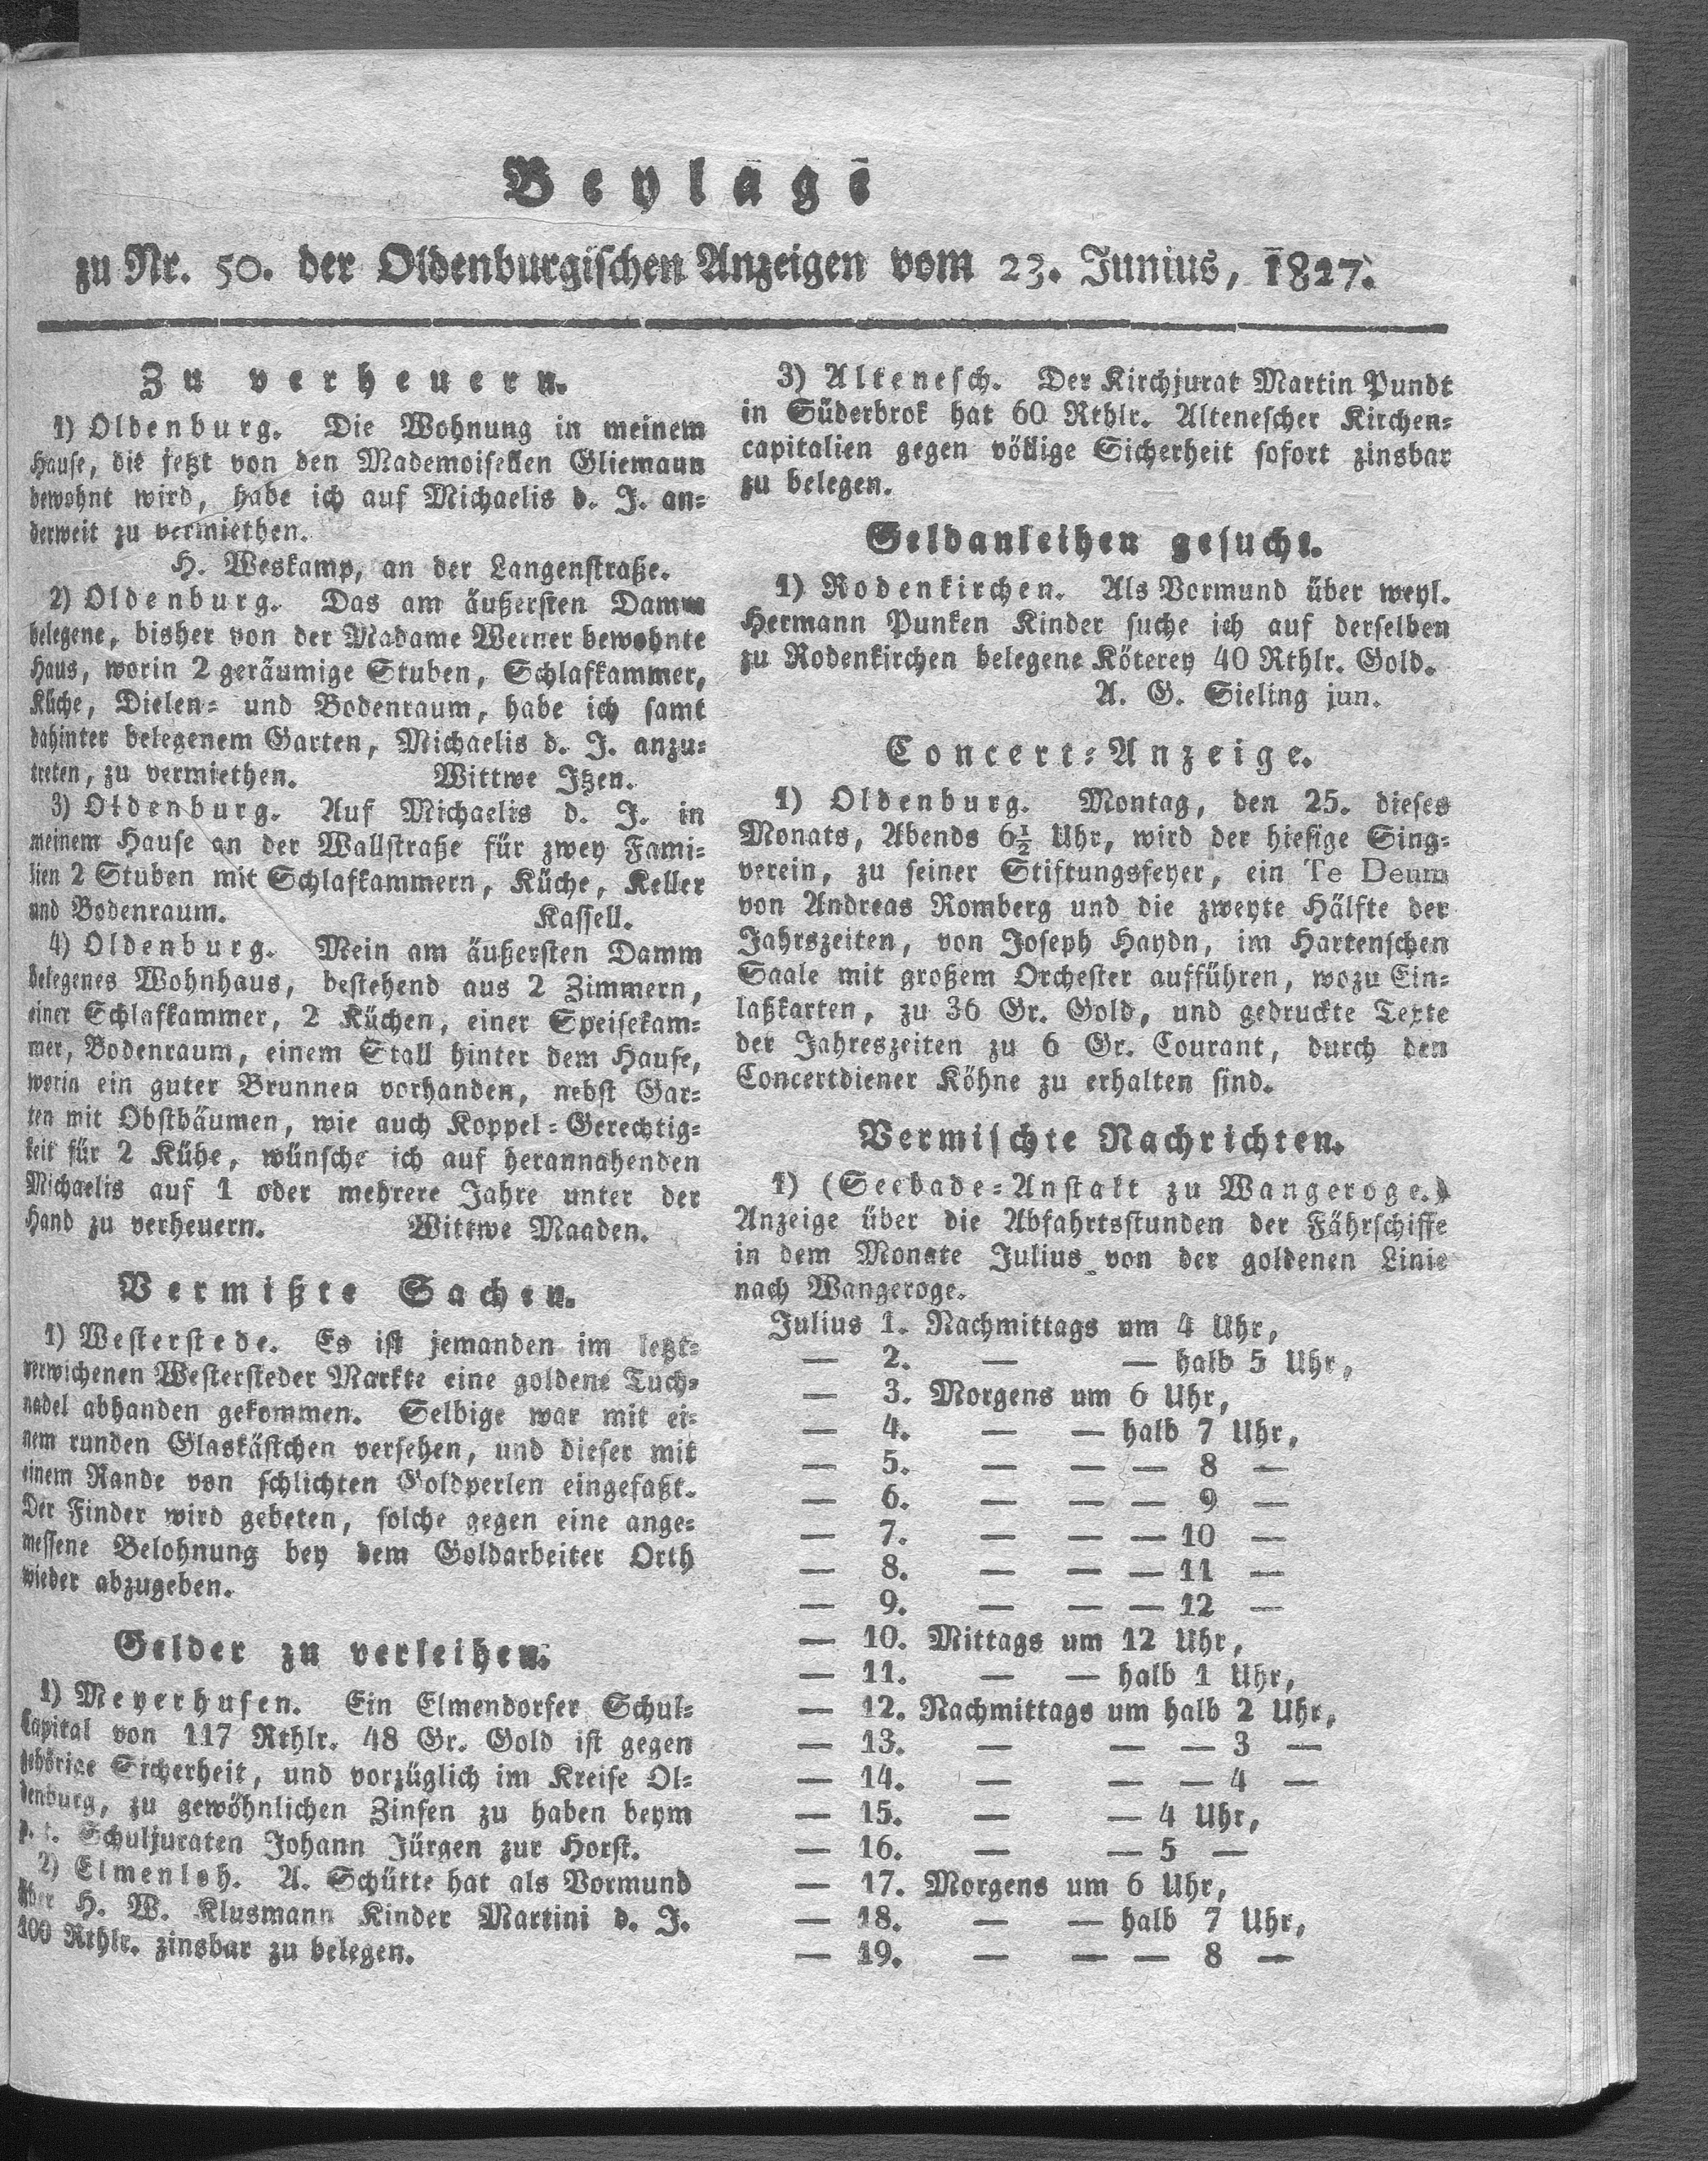 Beylage
zu Nr. 50. der Oldenburgischen Anzeigen vom 23. Junius, 1827.
Zu verheuern.
1) Oldenburg. Die Wohnung in meinem
Hause, die jetzt von den Mademoisellen Gliemann
bewohnt wird, habe ich auf Michaelis d. J. an-
derweit zu vermiethen.
H. Weskamp, an der Langenstraße.
2) Oldenburg. Das am äußersten Damm
belegene, bisher von der Madame Werner bewohnte
Haus, worin 2 geräumige Stuben, Schlafkammer,
Küche, Dielen- und Bodenraum, habe ich samt
dahinter belegenem Garten, Michaelis d. J. anzu-
treten, zu vermiethen. Wittwe Itzen.
3) Oldenburg. Auf Michaelis d. J. in
meinem Hause an der Wallstraße für zwey Fami-
lien 2 Stuben mit Schlafkammern, Küche, Keller
und Bodenraum. Kassell.
4) Oldenburg. Mein am äußersten Damm
belegenes Wohnhaus, bestehend aus 2 Zimmern,
einer Schlafkammer, 2 Küchen, einer Speisekam-
mer, Bodenraum, einem Stall hinter dem Hause,
worin ein guter Brunnen vorhanden, nebst Gar-
ten mit Obstbäumen, wie auch Koppel-Gerechtig-
keit für 2 Kühe, wünsche ich auf herannahenden
Michaelis auf 1 oder mehrere Jahre unter der
Hand zu verheuern. Wittwe Maaden.
Vermißte Sachen.
1) Westerstede. Es ist jemanden im letzt-
verwichenen Westersteder Markte eine goldene Tuch-
nadel abhanden gekommen. Selbige war mit ei-
nem runden Glaskästchen versehen, und dieser mit
einem Rande von schlichten Goldperlen eingefaßt.
Der Finder wird gebeten, solche gegen eine ange-
messene Belohnung bey dem Goldarbeiter Orth
wieder abzugeben.
Gelder zu verleihen.
1) Meyerhusen. Ein Elmendorfer Schul-
Capital von 117 Rthlr. 48 Gr. Gold ist gegen
gehörige Sicherheit, und vorzüglich im Kreise Ol-
denburg, zu gewöhnlichen Zinsen zu haben beym
p. t. Schuljuraten Johann Jürgen zur Horst.
2) Elmenloh. A. Schütte hat als Vormund
über H. W. Klusmann Kinder Martini d. J.
100 Rthlr. zinsbar zu belegen.
3) Altenesch. Der Kirchjurat Martin Pundt
in Süderbrok hat 60 Rthlr. Altenescher Kirchen-
capitalien gegen völlige Sicherheit sofort zinsbar
zu belegen.
Geldanleihen gesucht.
1) Rodenkirchen. Als Vormund über weyl.
Hermann Punken Kinder suche ich auf derselben
zu Rodenkirchen belegene Köterey 40 Rthlr. Gold.
A. G. Sieling jun.
Concert-Anzeige.
1) Oldenburg. Montag, den 25. dieses
Monats, Abends 6½ Uhr, wird der hiesige Sing-
verein, zu seiner Stiftungsfeyer, ein Te Deum
von Andreas Romberg und die zweyte Hälfte der
Jahrszeiten, von Joseph Haydn, im Hartenschen
Saale mit großem Orchester aufführen, wozu Ein-
laßkarten, zu 36 Gr. Gold, und gedruckte Texte
der Jahreszeiten zu 6 Gr. Courant, durch den
Concertdiener Köhne zu erhalten sind.
Vermischte Nachrichten.
1) (Seebade-Anstalt zu Wangeroge.)
Anzeige über die Abfahrtsstunden der Fährschiffe
in dem Monate Julius von der goldenen Linie
nach Wangeroge.
Julius 1. Nachmittags um 4 Uhr,
— 2. — — halb 5 Uhr,
— 3. Morgens um 6 Uhr,
— 4. — — halb 7 Uhr,
— 5. — — — 8 —
— 6. — — — 9 —
— 7. — — — 10 —
— 8. — — — 11 —
— 9. — — — 12 —
— 10. Mittags um 12 Uhr,
— 11. — — halb 1 Uhr,
— 12. Nachmittags um halb 2 Uhr,
— 13. — — — 3 —
— 14. — — — 4 —
— 15. — — 4 Uhr,
— 16. — — 5 —
— 17. Morgens um 6 Uhr,
— 18. — — halb 7 Uhr,
— 19. — — — 8 —